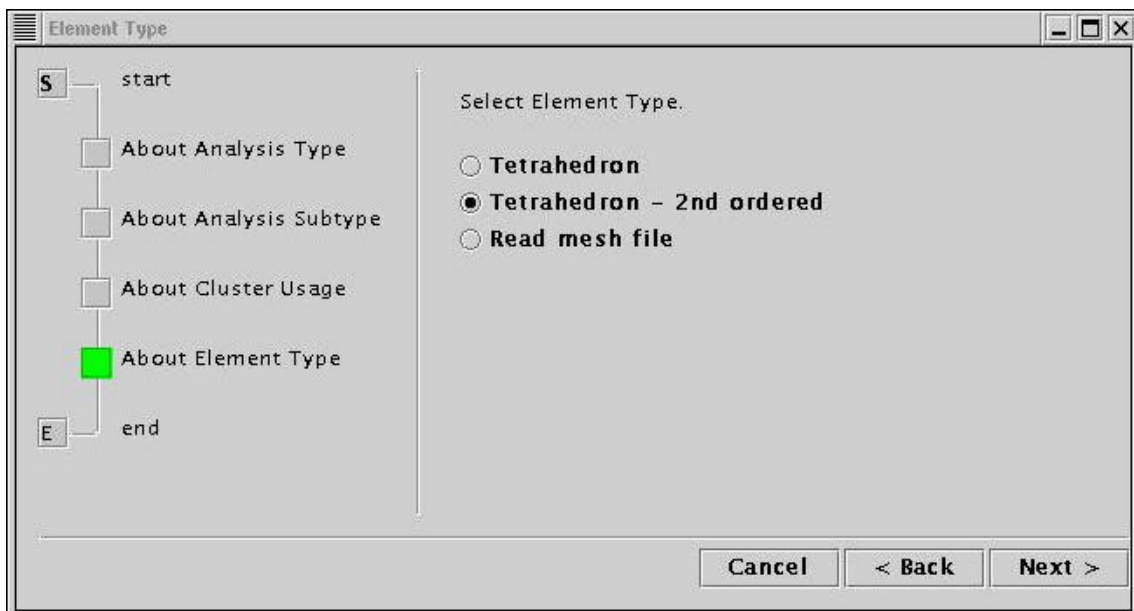 Element Type
S start
About Analysis Type
About Analysis Subtype
About Cluster Usage
About Element Type
E end
Select Element Type.
Tetrahedron
Tetrahedron - 2nd ordered
Read mesh file
Cancel
< Back
Next >